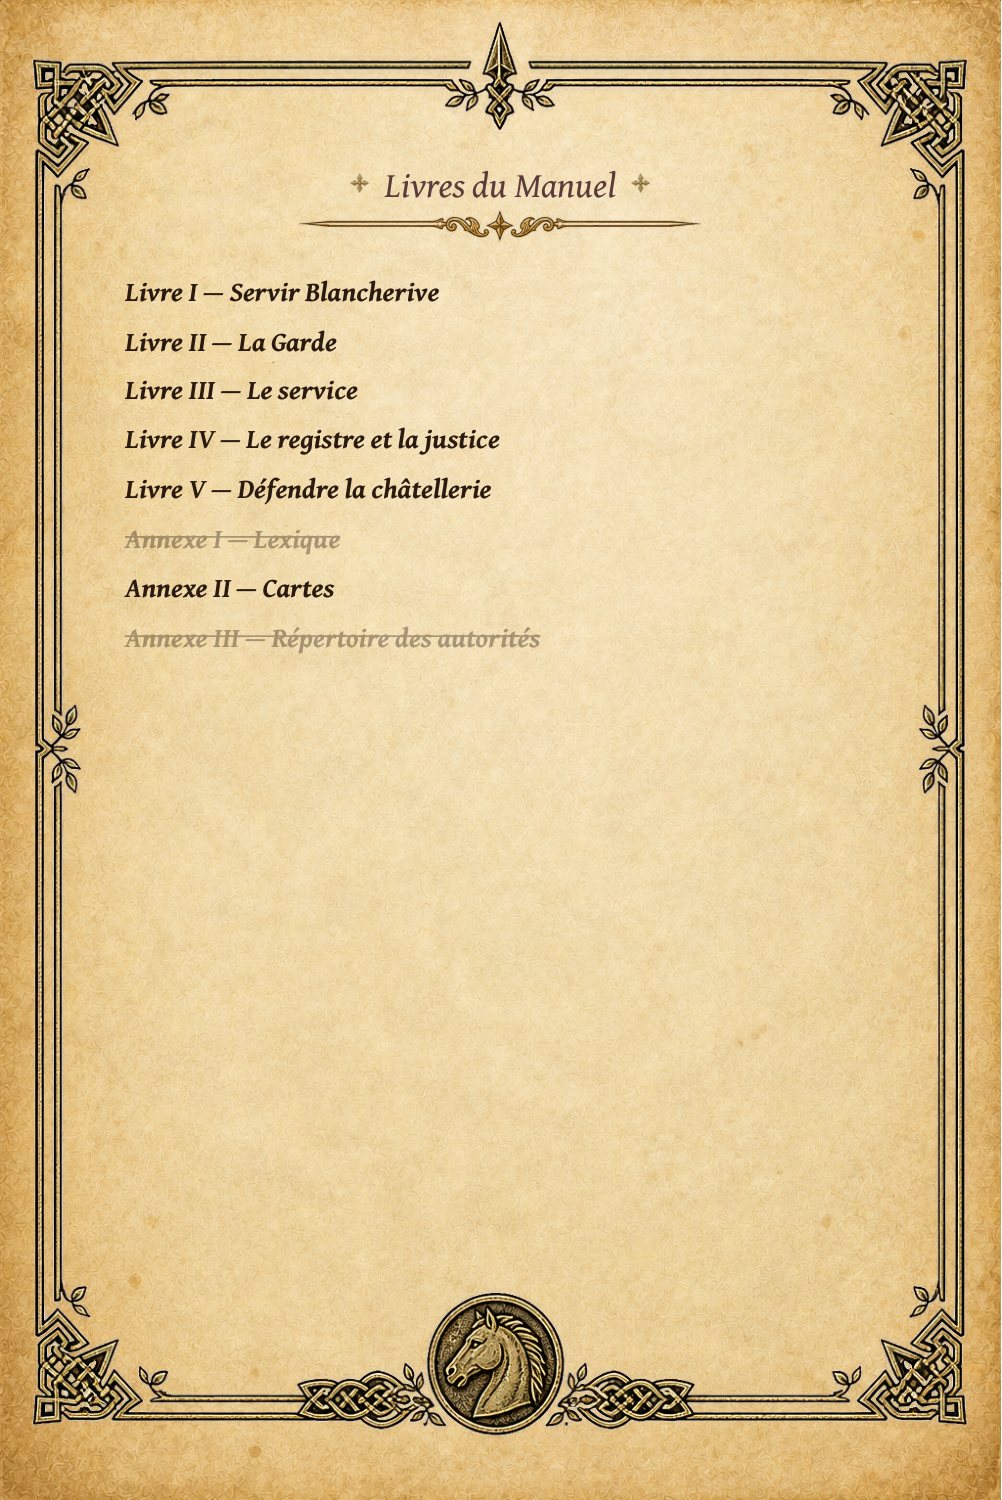 Livres du Manuel
Livre I — Servir Blancherive
Livre II — La Garde
Livre III — Le service
Livre IV — Le registre et la justice
Livre V — Défendre la châtellerie
Annexe I — Lexique
Annexe II — Cartes
Annexe III — Répertoire des autorités